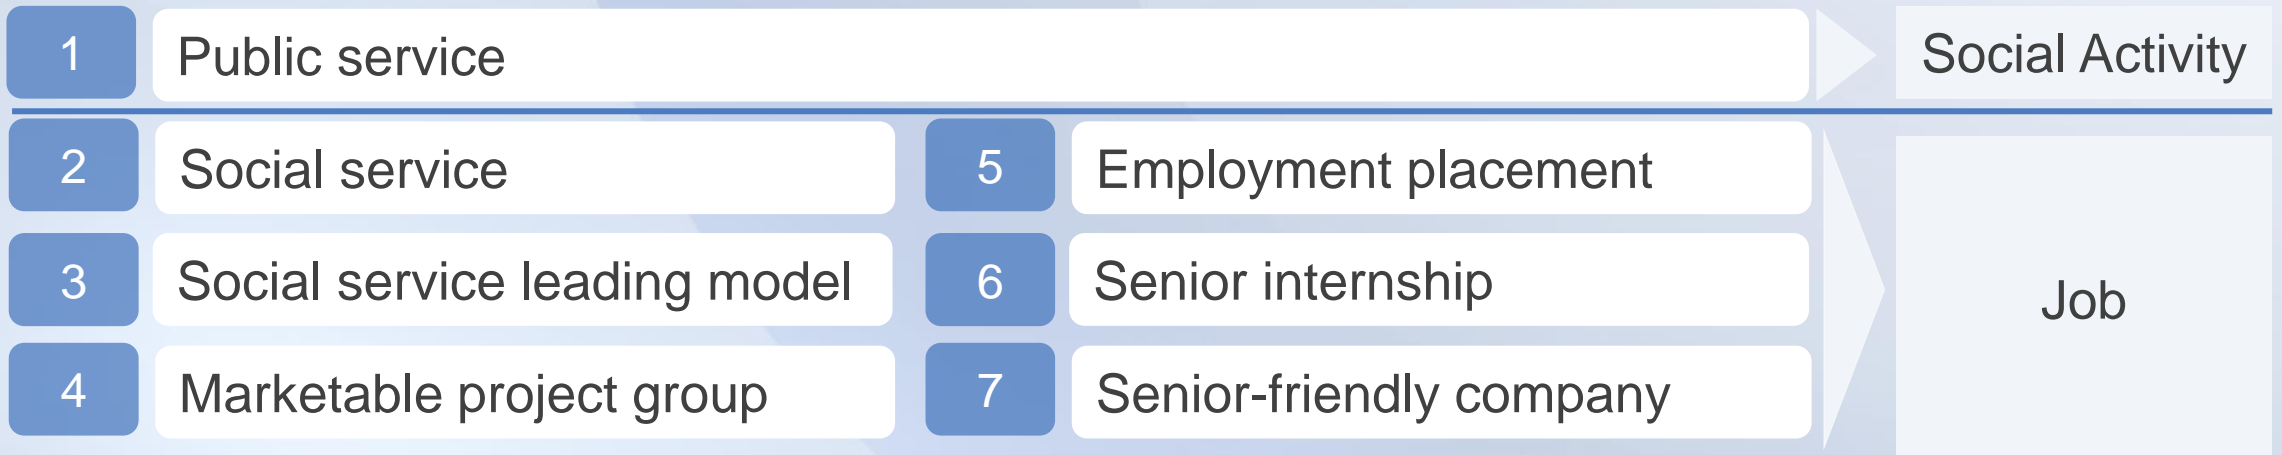 1 Public service
Social Activity
2 Social service
5 Employment placement
3 Social service leading model
6 Senior internship
Job
4 Marketable project group
7 Senior-friendly company